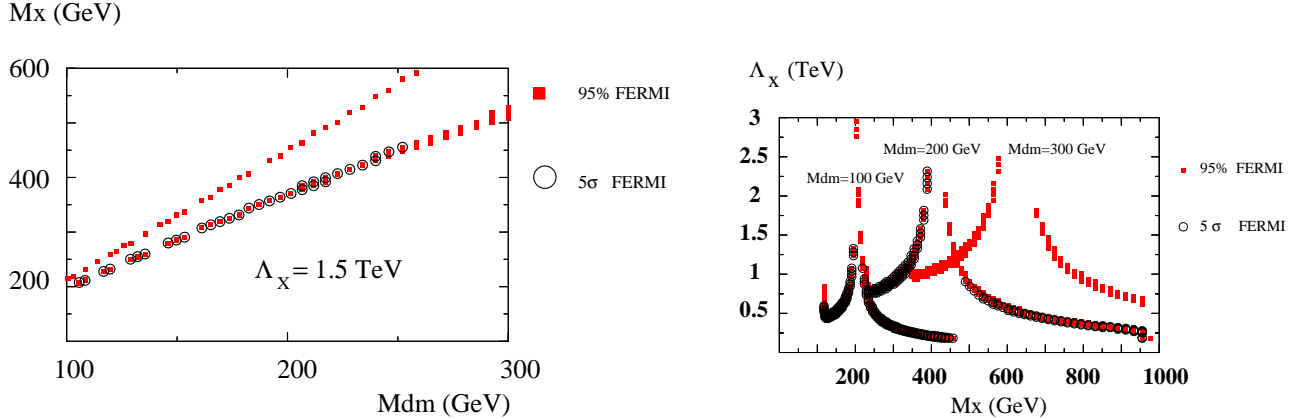 Mx (GeV)
600
400
200
100
200
300
Mdm (GeV)
Λx = 1.5 TeV
95% FERMI
5σ FERMI
Λx (TeV)
3
2.5
2
1.5
1
0.5
200
400
600
800
1000
Mx (GeV)
Mdm=100 GeV
Mdm=200 GeV
Mdm=300 GeV
95% FERMI
5 σ FERMI